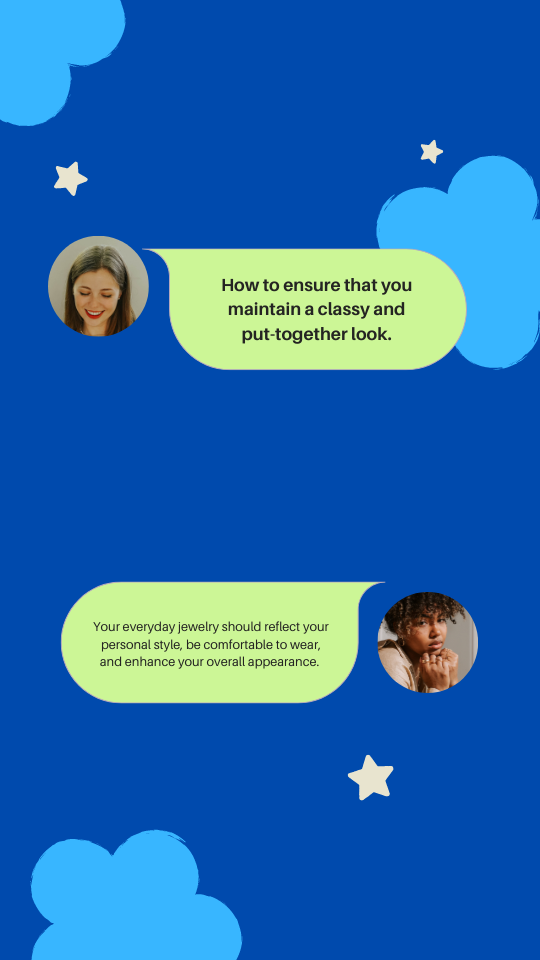 How to ensure that you
maintain a classy and
put-together look.
Your everyday jewelry should reflect your
personal style, be comfortable to wear,
and enhance your overall appearance.